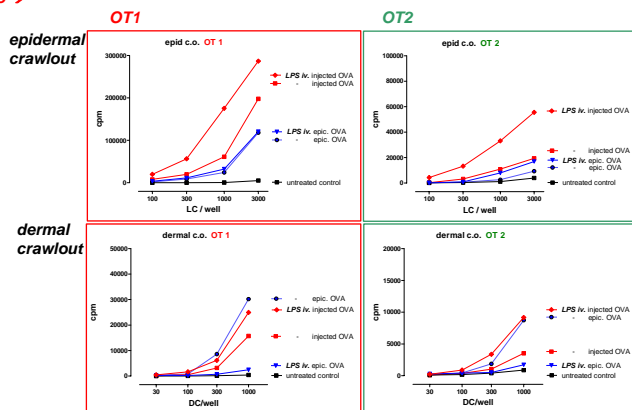 OT1
OT2
epidermal
crawlout
epid c.o. OT 1
300000
200000
100000
0
cpm
100
300
1000
3000
LC / well
LPS iv. injected OVA
- injected OVA
LPS iv. epic. OVA
- epic. OVA
untreated control
epid c.o. OT 2
100000
80000
60000
40000
20000
0
cpm
100
300
1000
3000
LC / well
LPS iv. injected OVA
- injected OVA
LPS iv epic. OVA
- epic. OVA
untreated control
dermal
crawlout
dermal c.o. OT 1
50000
40000
30000
20000
10000
0
cpm
30
100
300
1000
DC/well
- epic. OVA
LPS iv. injected OVA
- injected OVA
LPS iv. epic. OVA
untreated control
dermal c.o. OT 2
20000
15000
10000
5000
0
cpm
30
100
300
1000
DC/well
LPS iv. injected OVA
- epic. OVA
- injected OVA
LPS iv. epic. OVA
untreated control